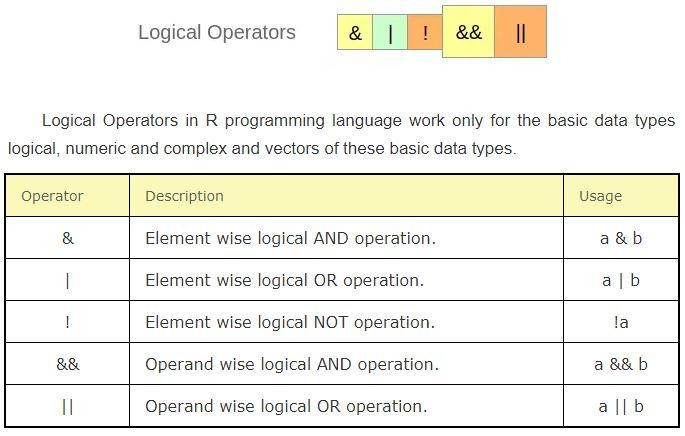 Logical Operators & | ! && ||
Logical Operators in R programming language work only for the basic data types
logical, numeric and complex and vectors of these basic data types.
Operator Description Usage
& Element wise logical AND operation. a & b
| Element wise logical OR operation. a | b
! Element wise logical NOT operation. !a
&& Operand wise logical AND operation. a && b
|| Operand wise logical OR operation. a || b